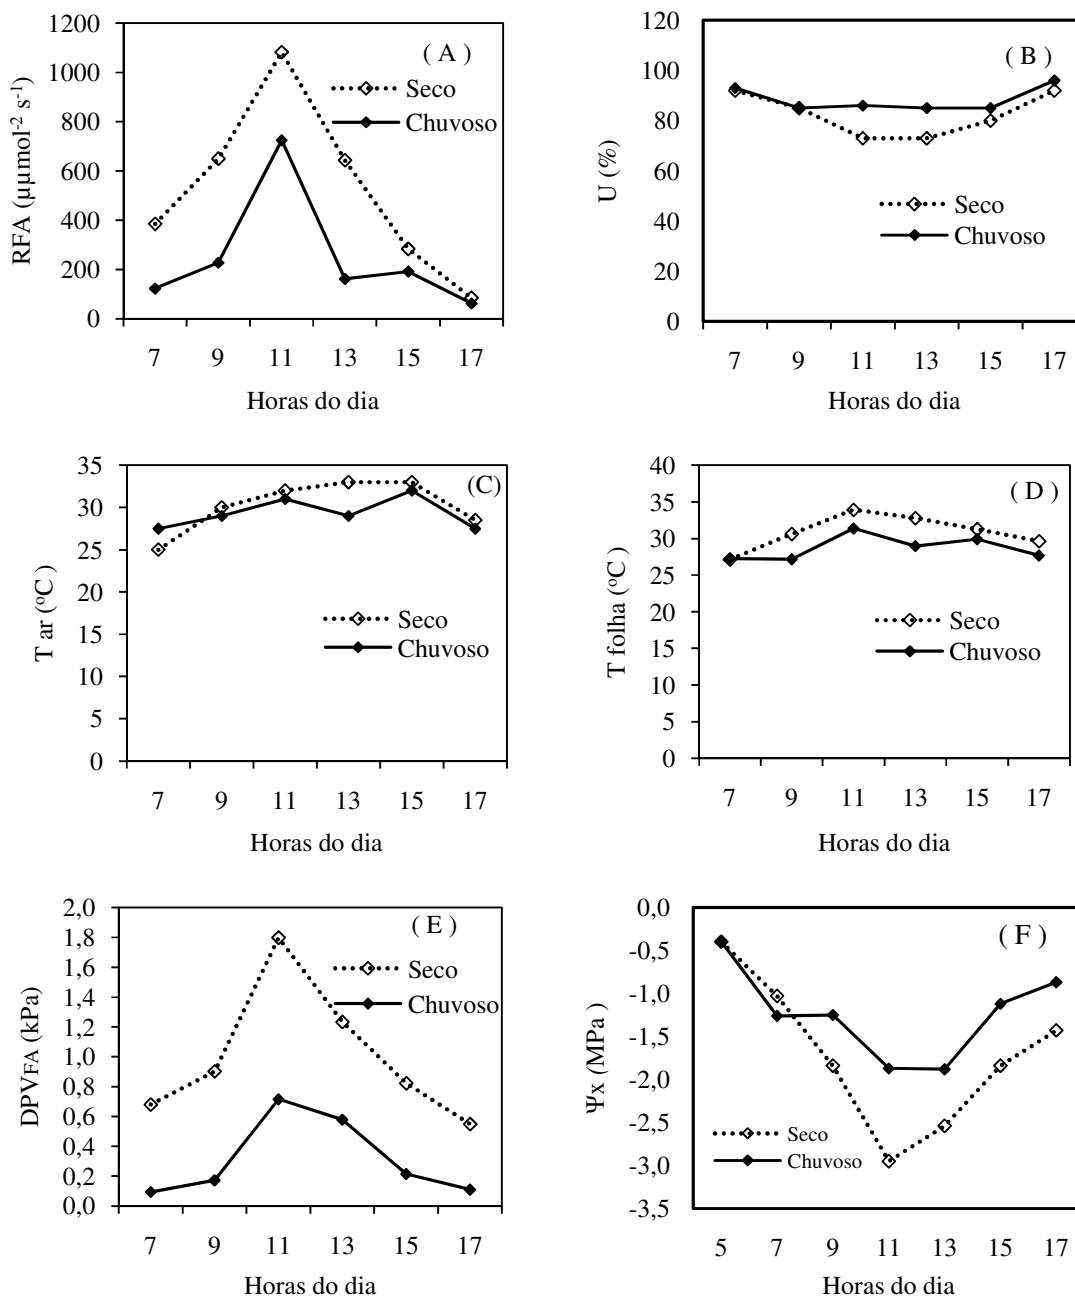 ( A )
1200
1000
800
600
400
200
0
RFA (µµmol-2 s-1)
Seco
Chuvoso
7 9 11 13 15 17
Horas do dia
( B )
120
100
80
60
40
20
0
U (%)
Seco
Chuvoso
7 9 11 13 15 17
Horas do dia
(C)
35
30
25
20
15
10
5
0
T ar (ºC)
Seco
Chuvoso
7 9 11 13 15 17
Horas do dia
( D )
40
35
30
25
20
15
10
5
0
T folha (ºC )
Seco
Chuvoso
7 9 11 13 15 17
Horas do dia
( E )
2,0
1,8
1,6
1,4
1,2
1,0
0,8
0,6
0,4
0,2
0,0
DPVFA (kPa)
Seco
Chuvoso
7 9 11 13 15 17
Horas do dia
( F )
0,0
-0,5
-1,0
-1,5
-2,0
-2,5
-3,0
-3,5
Ψx (MPa)
Seco
Chuvoso
5 7 9 11 13 15 17
Horas do dia